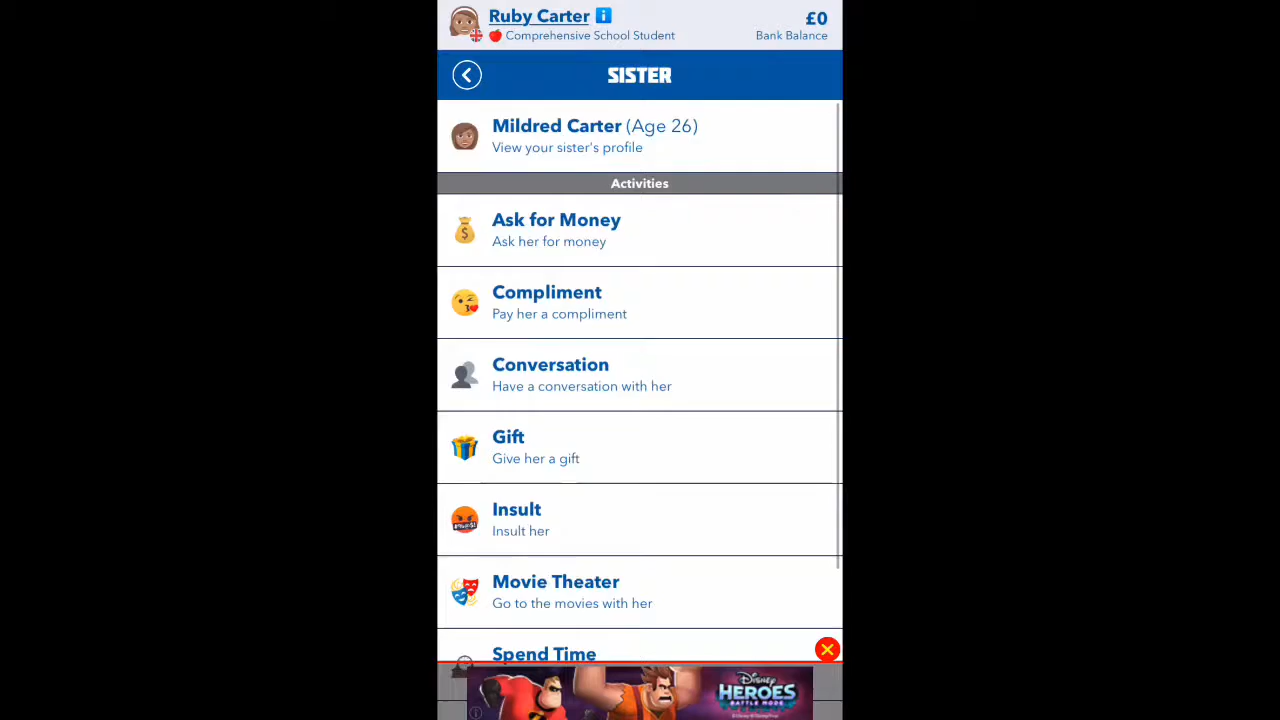 Ruby Carter
£0
Comprehensive School Student
Bank Balance
SISTER
Mildred Carter (Age 26)
View your sister's profile
Activities
Ask for Money
Ask her for money
Compliment
Pay her a compliment
Conversation
Have a conversation with her
Gift
Give her a gift
Insult
Insult her
Movie Theater
Go to the movies with her
Spend Time
Disney
HEROES
BATTLE MODE